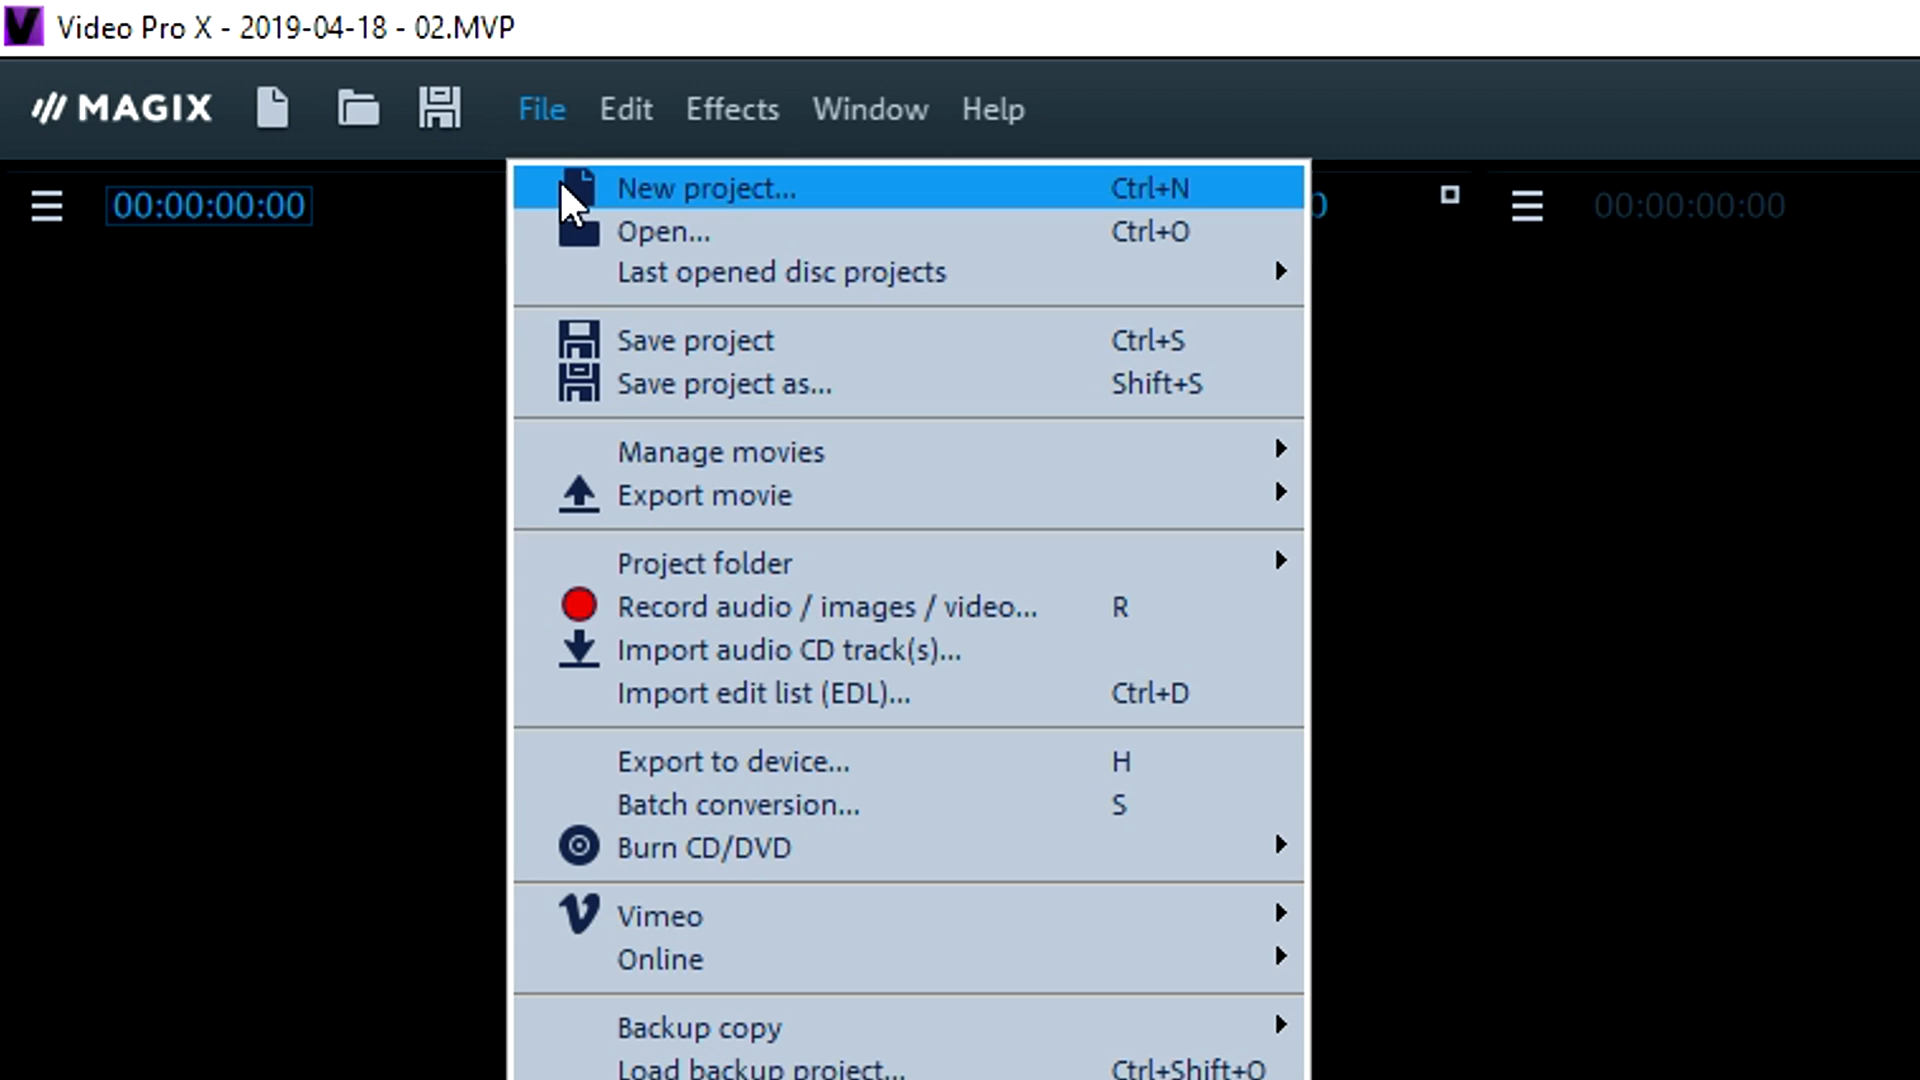 Video Pro X - 2019-04-18 - 02.MVP
MAGIX File Edit Effects Window Help
00:00:00:00 0 00:00:00:00
New project... Ctrl+N
Open... Ctrl+O
Last opened disc projects
Save project Ctrl+S
Save project as... Shift+S
Manage movies
Export movie
Project folder
Record audio / images / video... R
Import audio CD track(s)...
Import edit list (EDL)... Ctrl+D
Export to device... H
Batch conversion... S
Burn CD/DVD
Vimeo
Online
Backup copy
Load backup project... Ctrl+Shift+O